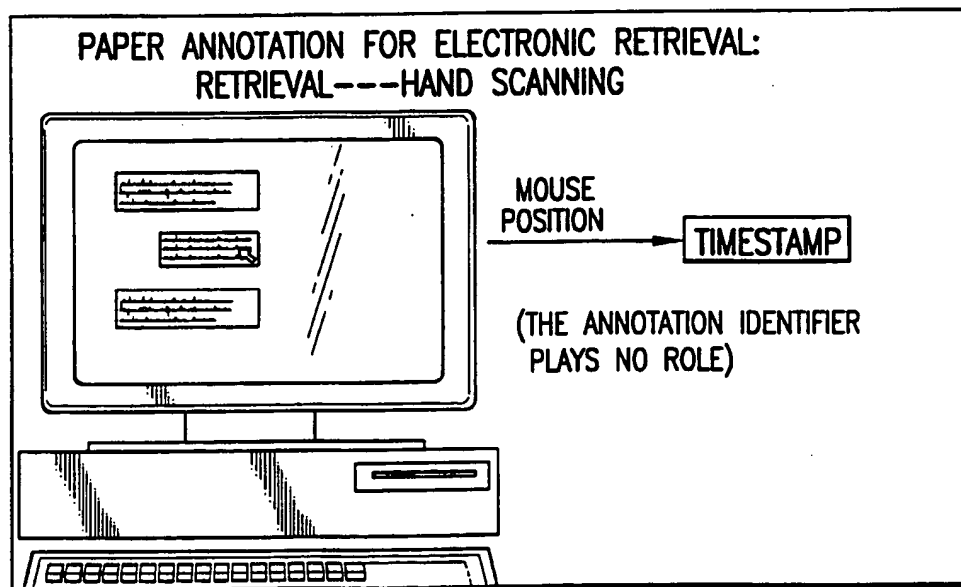 PAPER ANNOTATION FOR ELECTRONIC RETRIEVAL:
RETRIEVAL---HAND SCANNING
MOUSE
POSITION
TIMESTAMP
(THE ANNOTATION IDENTIFIER
PLAYS NO ROLE)